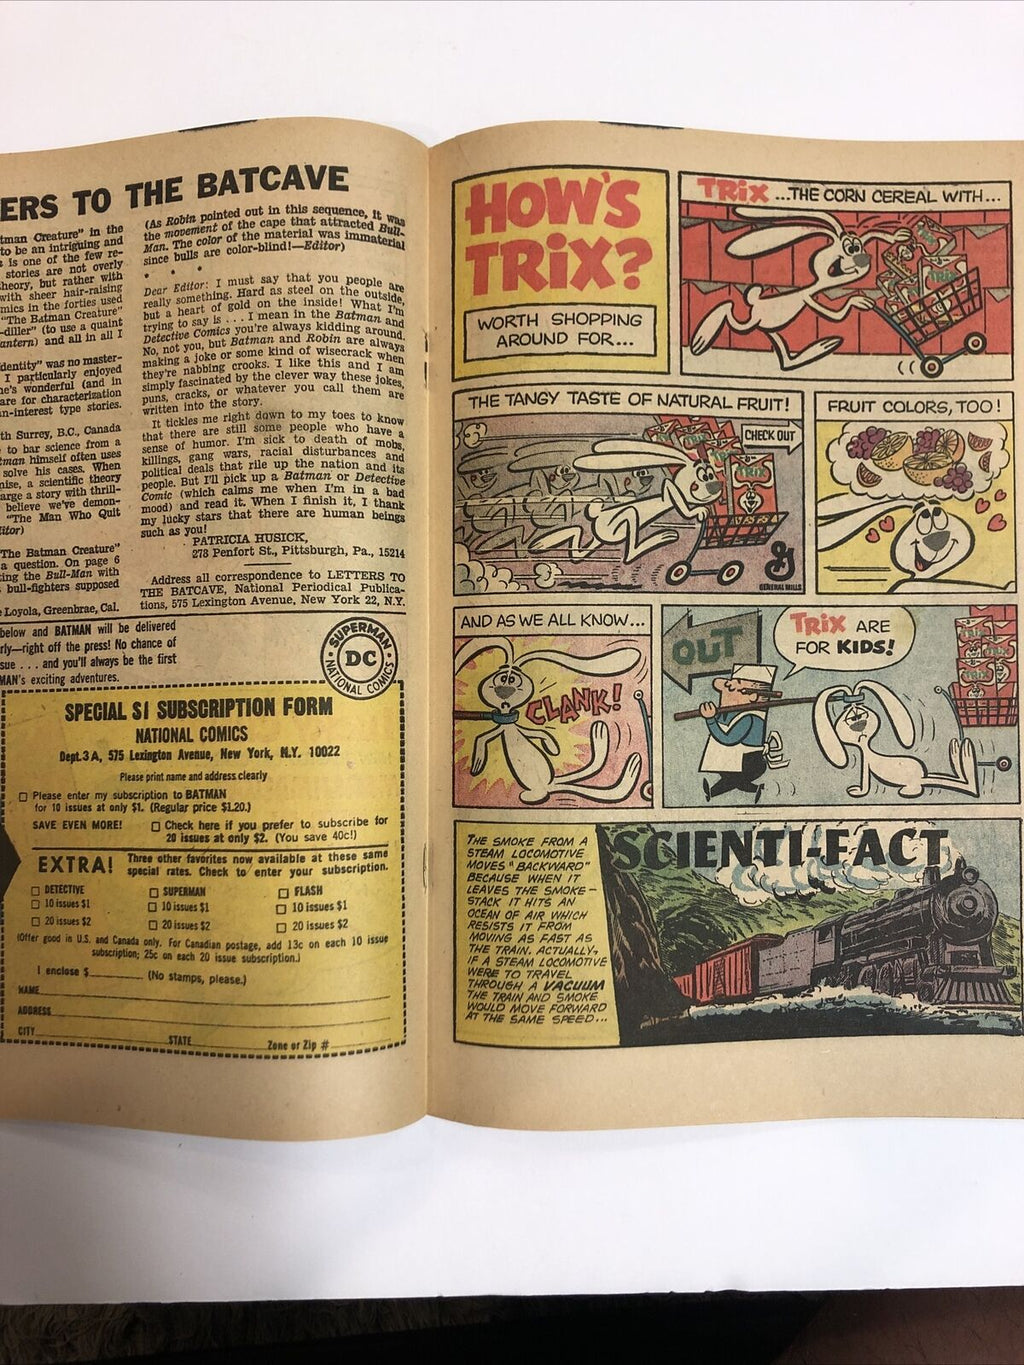 ERS TO THE BATCAVE
tman Creature" in the
to be an intriguing and
is one of the few re-
stories are not overly
theory, but rather with
with sheer hair-raising
mics in the forties used
"The Batman Creature"
-diller" (to use a quaint
antern) and all in all I
dentity" was no master-
I particularly enjoyed
ne's wonderful (and in
are for characterization
n-interest type stories.
th Surrey, B.C., Canada
to bar science from a
tman himself often uses
solve his cases. When
nise, a scientific theory
arge a story with thrill-
believe we've demon-
"The Man Who Quit
ditor)
"The Batman Creature"
a question. On page 6
ing the Bull-Man with
bull-fighters supposed
Loyola, Greenbrae, Cal.
(As Robin pointed out in this sequence, it was
the movement of the cape that attracted Bull-
Man. The color of the material was immaterial
since bulls are color-blind!—Editor)
Dear Editor: I must say that you people are
really something. Hard as steel on the outside,
but a heart of gold on the inside! What I'm
trying to say is . . . I mean in the Batman and
Detective Comics you're always kidding around.
No, not you, but Batman and Robin are always
making a joke or some kind of wisecrack when
they're nabbing crooks. I like this and I am
simply fascinated by the clever way these jokes,
puns, cracks, or whatever you call them are
written into the story.
It tickles me right down to my toes to know
that there are still some people who have a
sense of humor. I'm sick to death of mobs,
killings, gang wars, racial disturbances and
political deals that rile up the nation and its
people. But I'll pick up a Batman or Detective
Comic (which calms me when I'm in a bad
mood) and read it. When I finish it, I thank
my lucky stars that there are human beings
such as you!
PATRICIA HUSICK,
278 Penfort St., Pittsburgh, Pa., 15214
Address all correspondence to LETTERS TO
THE BATCAVE, National Periodical Publica-
tions, 575 Lexington Avenue, New York 22, N.Y.
below and BATMAN will be delivered
rly—right off the press! No chance of
sue . . . and you'll always be the first
MAN's exciting adventures.
SUPERMAN
DC
NATIONAL COMICS
SPECIAL $1 SUBSCRIPTION FORM
NATIONAL COMICS
Dept. 3 A, 575 Lexington Avenue, New York, N.Y. 10022
Please print name and address clearly
Please enter my subscription to BATMAN
for 10 issues at only $1. (Regular price $1.20.)
SAVE EVEN MORE! Check here if you prefer to subscribe for
20 issues at only $2. (You save 40c!)
EXTRA! Three other favorites now available at these same
special rates. Check to enter your subscription.
DETECTIVE SUPERMAN FLASH
10 issues $1 10 issues $1 10 issues $1
20 issues $2 20 issues $2 20 issues $2
(Offer good in U.S. and Canada only. For Canadian postage, add 13c on each 10 issue
subscription; 25c on each 20 issue subscription.)
I enclose $ (No stamps, please.)
NAME
ADDRESS
CITY
STATE Zone or Zip #
HOW'S
TRiX?
WORTH SHOPPING
AROUND FOR...
TRiX ...THE CORN CEREAL WITH...
TRiX
THE TANGY TASTE OF NATURAL FRUIT!
CHECK OUT
TRiX
G
GENERAL MILLS
FRUIT COLORS, TOO!
AND AS WE ALL KNOW...
CLANK!
OUT
TRiX ARE
FOR KIDS!
TRiX
SCIENTI-FACT
THE SMOKE FROM A
STEAM LOCOMOTIVE
MOVES "BACKWARD"
BECAUSE WHEN IT
LEAVES THE SMOKE-
STACK IT HITS AN
OCEAN OF AIR WHICH
RESISTS IT FROM
MOVING AS FAST AS
THE TRAIN. ACTUALLY,
IF A STEAM LOCOMOTIVE
WERE TO TRAVEL
THROUGH A VACUUM
THE TRAIN AND SMOKE
WOULD MOVE FORWARD
AT THE SAME SPEED...